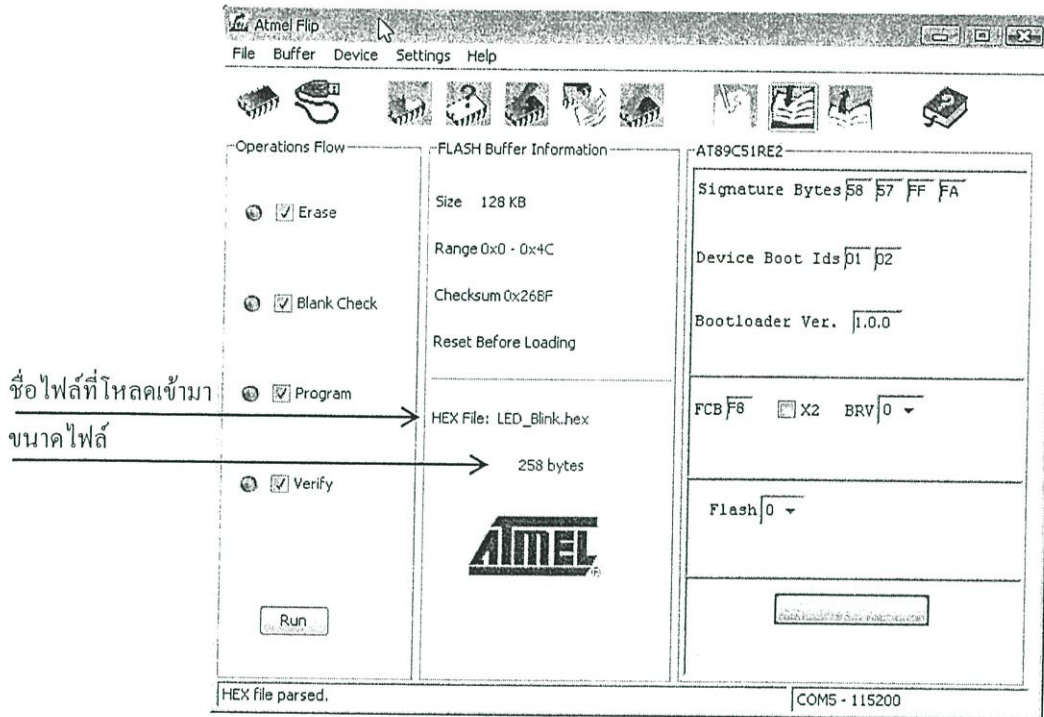 Atmel Flip
File Buffer Device Settings Help
Operations Flow
Erase
Blank Check
Program
Verify
Run
FLASH Buffer Information
Size 128 KB
Range 0x0 - 0x4C
Checksum 0x268F
Reset Before Loading
HEX File: LED_Blink.hex
258 bytes
ATMEL
®
AT89C51RE2
Signature Bytes 58 57 FF FA
Device Boot Ids 01 02
Bootloader Ver. 1.0.0
FCB F8 X2 BRV 0
Flash 0
ชื่อไฟล์ที่โหลดเข้ามา
ขนาดไฟล์
HEX file parsed.
COM5 - 115200